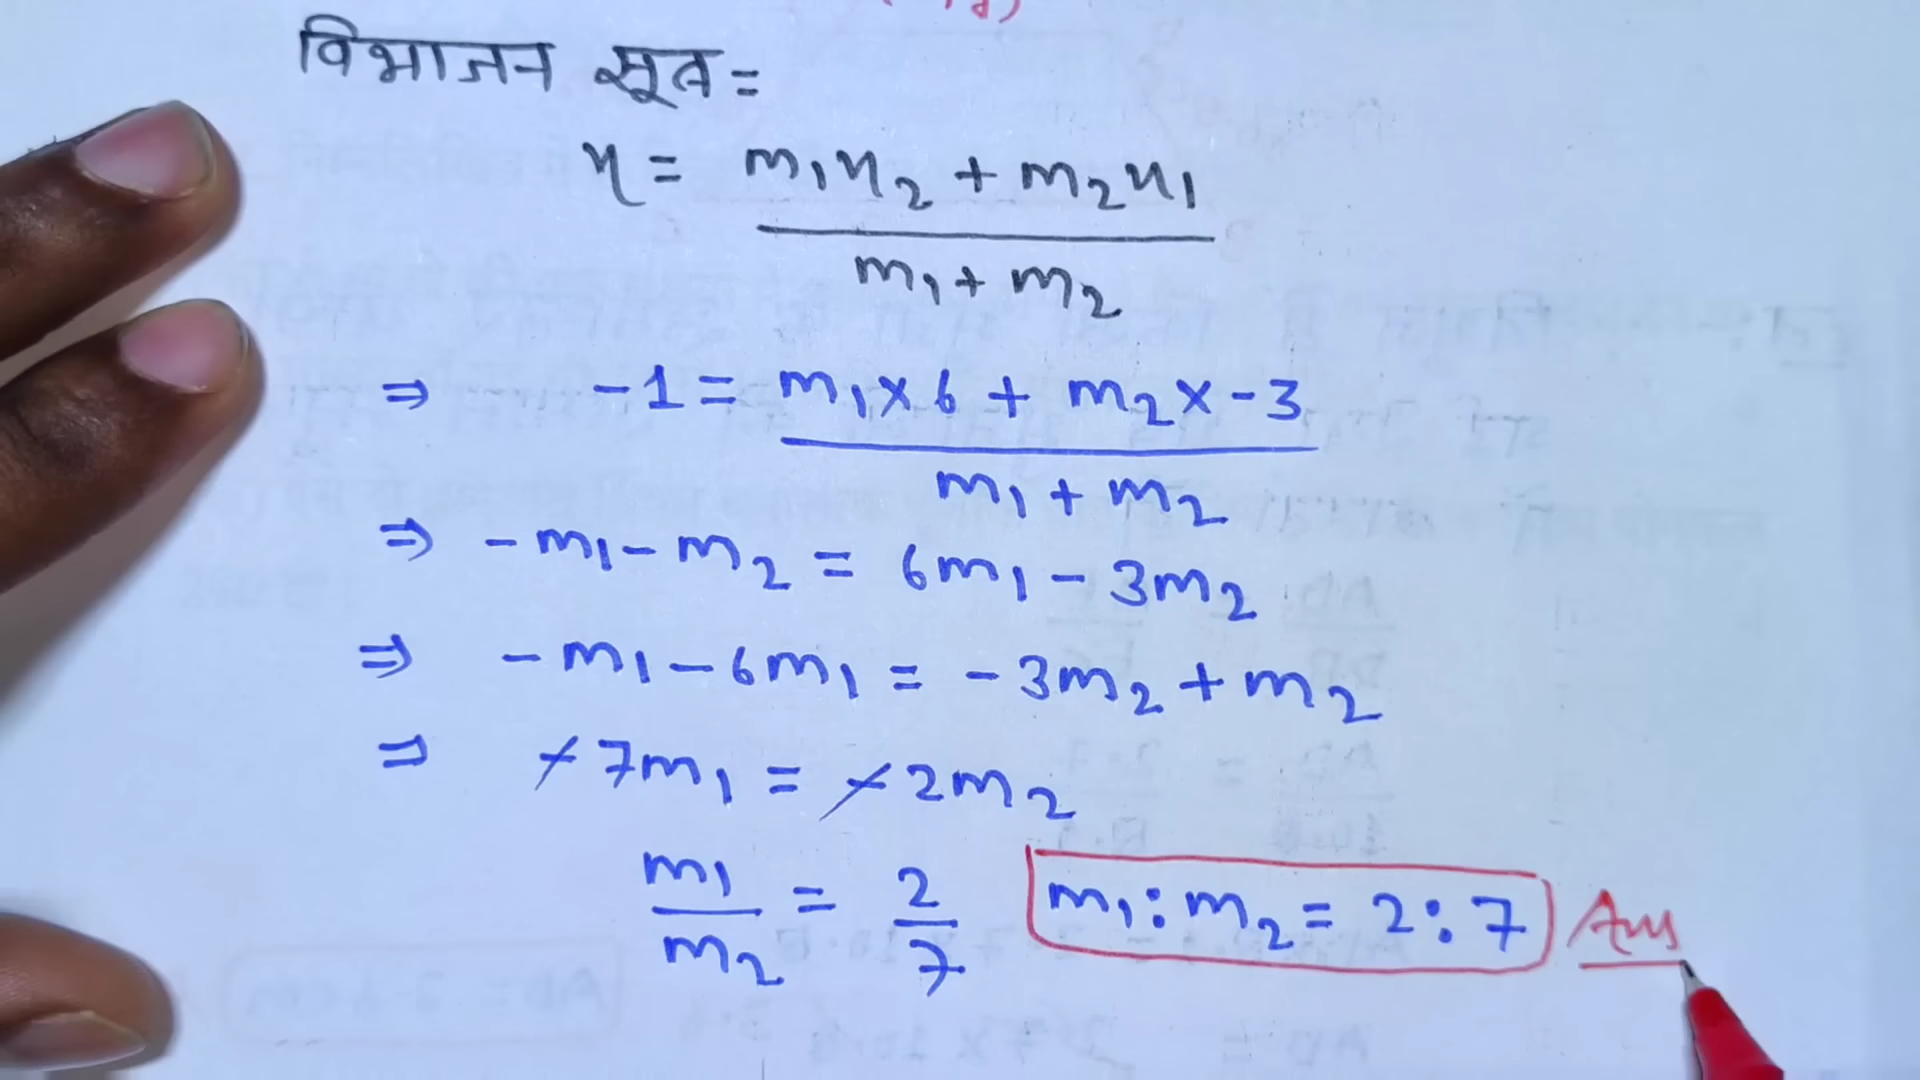 विभाजन सूत्र =
x = m₁x₂ + m₂x₁ / m₁ + m₂
⇒ -1 = m₁×6 + m₂×-3 / m₁ + m₂
⇒ -m₁ - m₂ = 6m₁ - 3m₂
⇒ -m₁ - 6m₁ = -3m₂ + m₂
⇒ -7m₁ = -2m₂
m₁/m₂ = 2/7 m₁:m₂ = 2:7 Ans